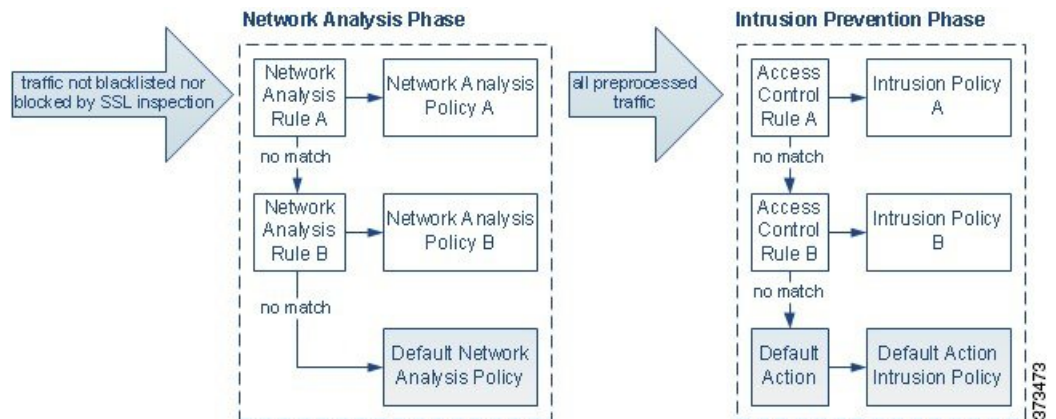 Network Analysis Phase
Intrusion Prevention Phase
traffic not blacklisted nor
blocked by SSL inspection
Network
Analysis
Rule A
Network Analysis
Policy A
no match
Network
Analysis
Rule B
Network Analysis
Policy B
no match
Default Network
Analysis Policy
all preprocessed
traffic
Access
Control
Rule A
Intrusion Policy
A
no match
Access
Control
Rule B
Intrusion Policy
B
no match
Default
Action
Default Action
Intrusion Policy
373473